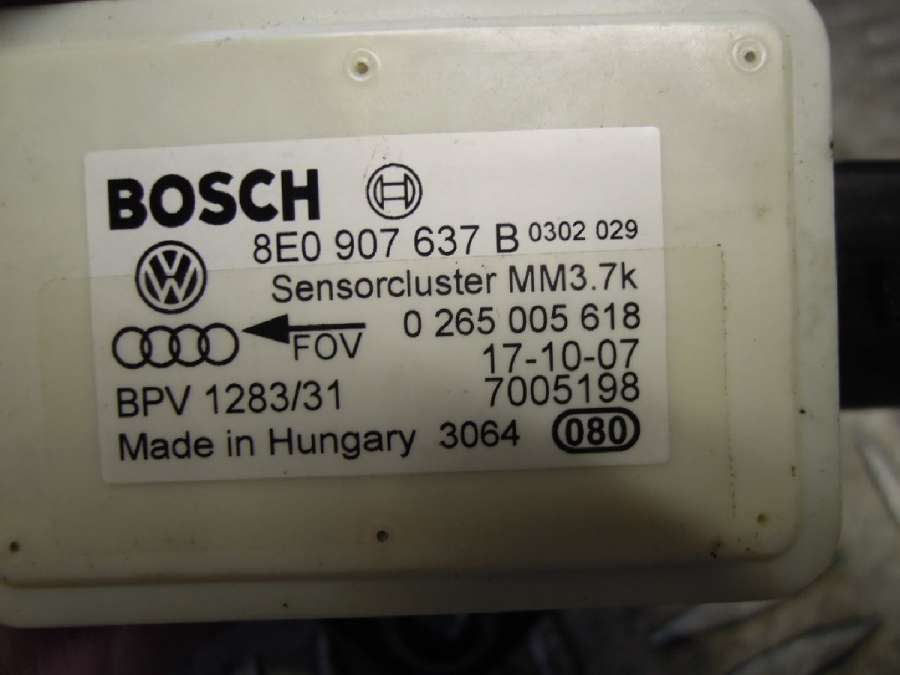 BOSCH
8E0 907 637 B 0302 029
Sensorcluster MM3.7k
FOV 0 265 005 618
17-10-07
BPV 1283/31 7005198
Made in Hungary 3064 080